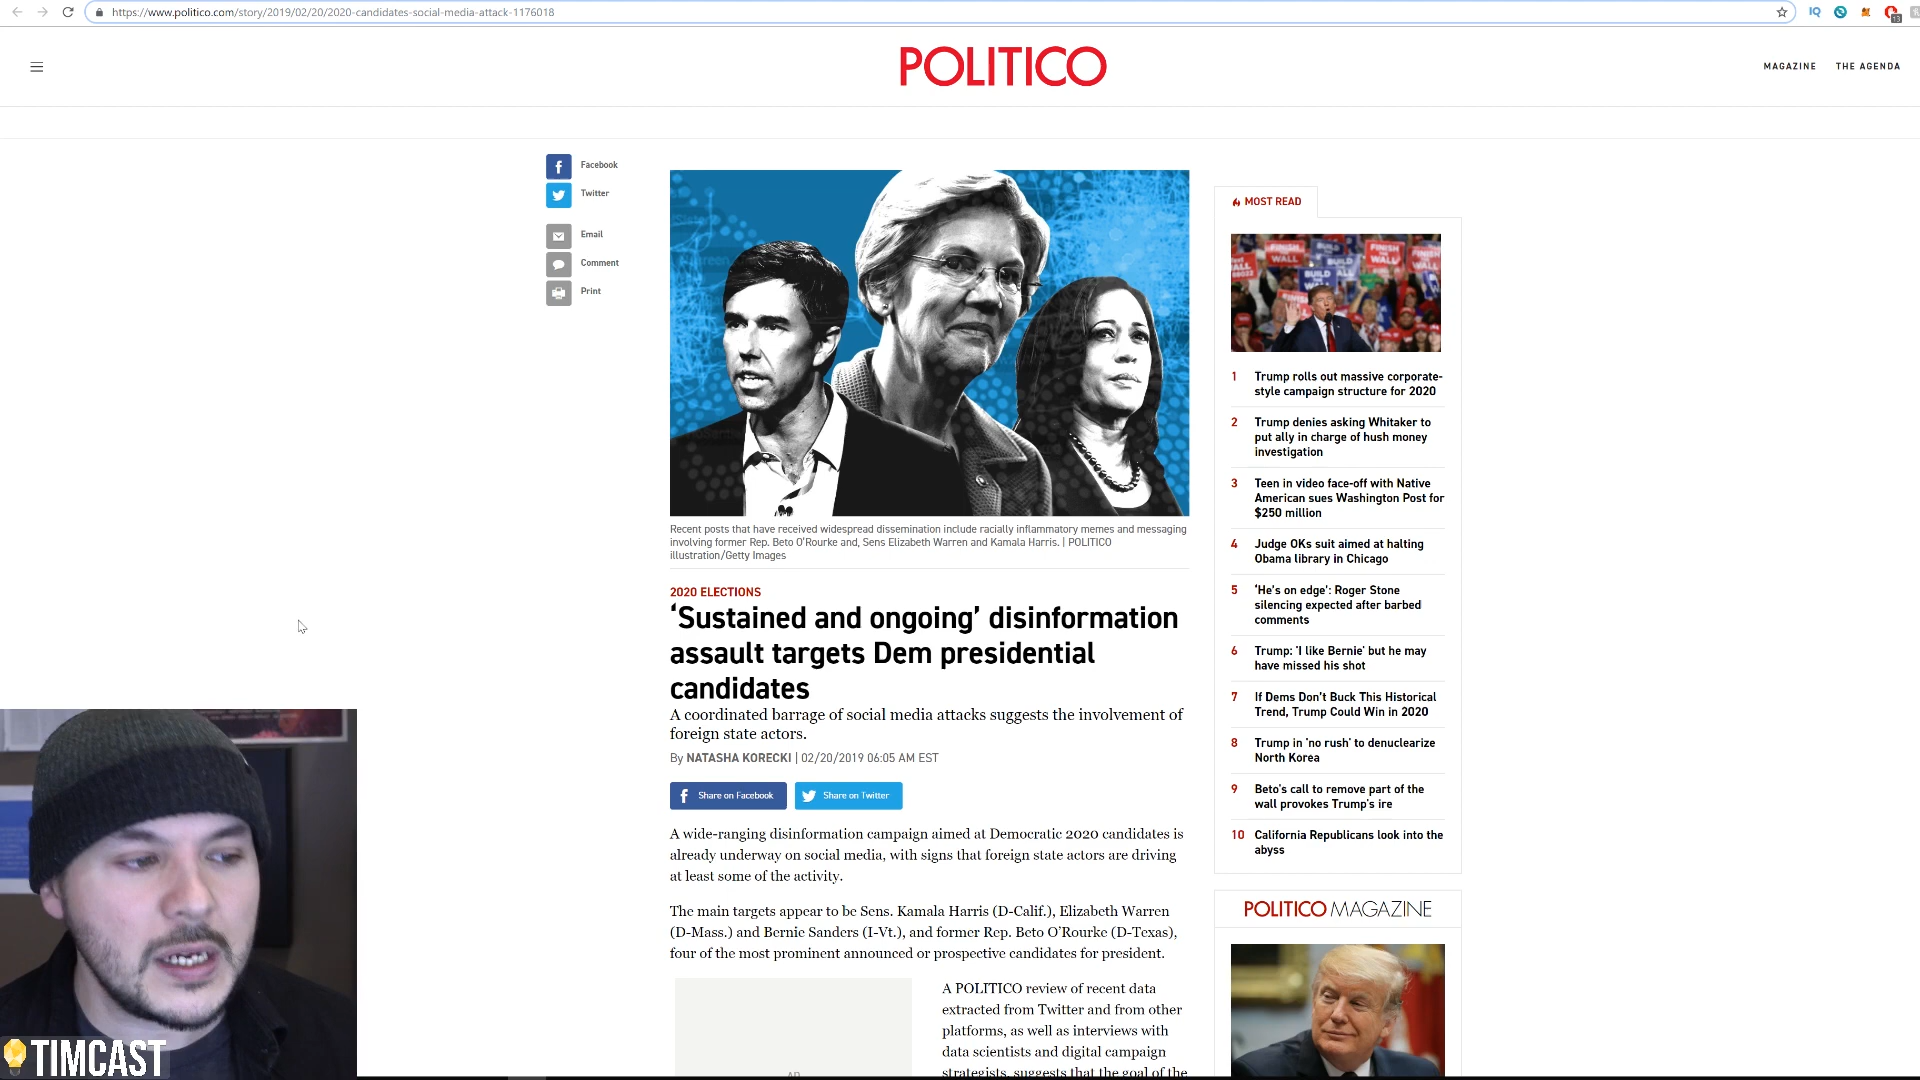 https://www.politico.com/story/2019/02/20/2020-candidates-social-media-attack-1176018
IQ
13
POLITICO
MAGAZINE
THE AGENDA
Facebook
Twitter
Email
Comment
Print
Recent posts that have received widespread dissemination include racially inflammatory memes and messaging
involving former Rep. Beto O'Rourke and, Sens Elizabeth Warren and Kamala Harris. | POLITICO
illustration/Getty Images
2020 ELECTIONS
‘Sustained and ongoing’ disinformation
assault targets Dem presidential
candidates
A coordinated barrage of social media attacks suggests the involvement of
foreign state actors.
By NATASHA KORECKI | 02/20/2019 06:05 AM EST
Share on Facebook
Share on Twitter
A wide-ranging disinformation campaign aimed at Democratic 2020 candidates is
already underway on social media, with signs that foreign state actors are driving
at least some of the activity.
The main targets appear to be Sens. Kamala Harris (D-Calif.), Elizabeth Warren
(D-Mass.) and Bernie Sanders (I-Vt.), and former Rep. Beto O’Rourke (D-Texas),
four of the most prominent announced or prospective candidates for president.
A POLITICO review of recent data
extracted from Twitter and from other
platforms, as well as interviews with
data scientists and digital campaign
strategists, suggests that the goal of the
AD
MOST READ
FINISH
WALL
BUILD
FINISH
WALL
BUILD
1 Trump rolls out massive corporate-
style campaign structure for 2020
2 Trump denies asking Whitaker to
put ally in charge of hush money
investigation
3 Teen in video face-off with Native
American sues Washington Post for
$250 million
4 Judge OKs suit aimed at halting
Obama library in Chicago
5 ‘He’s on edge’: Roger Stone
silencing expected after barbed
comments
6 Trump: 'I like Bernie' but he may
have missed his shot
7 If Dems Don’t Buck This Historical
Trend, Trump Could Win in 2020
8 Trump in 'no rush' to denuclearize
North Korea
9 Beto's call to remove part of the
wall provokes Trump's ire
10 California Republicans look into the
abyss
POLITICO MAGAZINE
TIMCAST